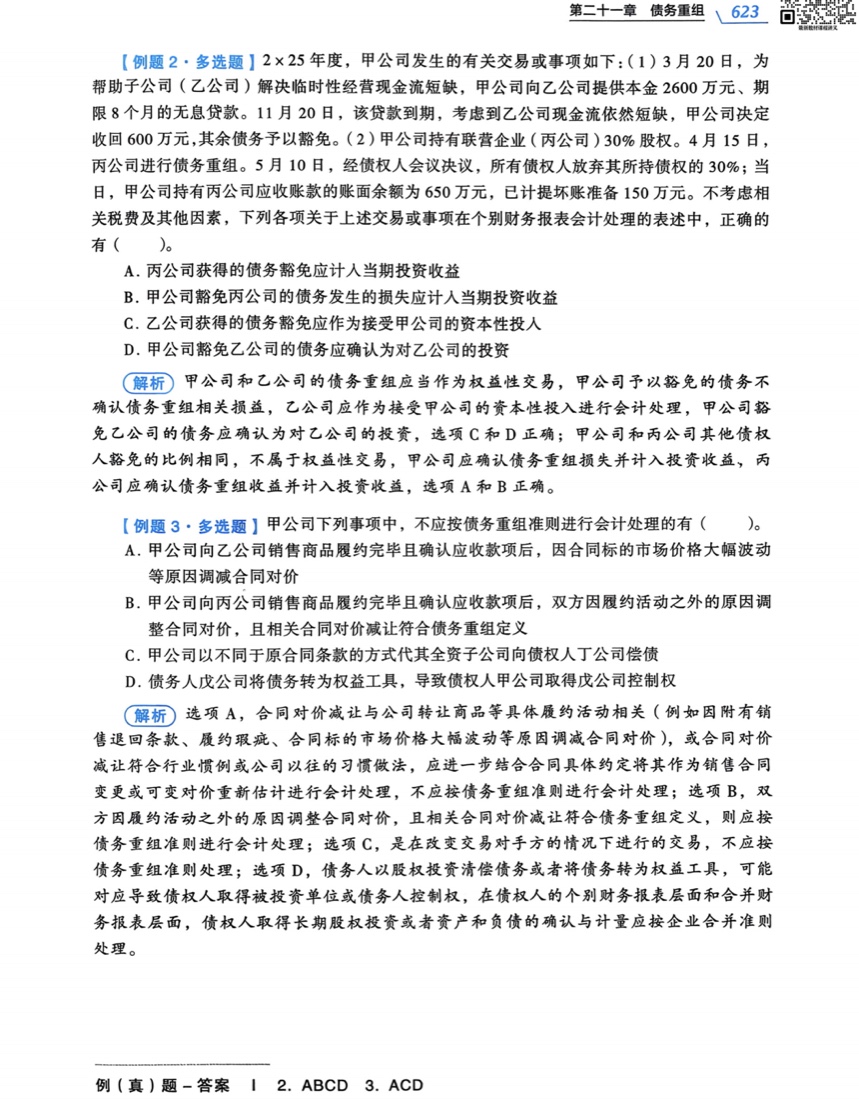 第二十一章 债务重组 623
【例题2·多选题】2×25年度，甲公司发生的有关交易或事项如下：（1）3月20日，为
帮助子公司（乙公司）解决临时性经营现金流短缺，甲公司向乙公司提供本金2600万元、期
限8个月的无息贷款。11月20日，该贷款到期，考虑到乙公司现金流依然短缺，甲公司决定
收回600万元，其余债务予以豁免。（2）甲公司持有联营企业（丙公司）30%股权。4月15日，
丙公司进行债务重组。5月10日，经债权人会议决议，所有债权人放弃其所持债权的30%；当
日，甲公司持有丙公司应收账款的账面余额为650万元，已计提坏账准备150万元。不考虑相
关税费及其他因素，下列各项关于上述交易或事项在个别财务报表会计处理的表述中，正确的
有（ ）。
A. 丙公司获得的债务豁免应计入当期投资收益
B. 甲公司豁免丙公司的债务发生的损失应计入当期投资收益
C. 乙公司获得的债务豁免应作为接受甲公司的资本性投入
D. 甲公司豁免乙公司的债务应确认为对乙公司的投资
解析 甲公司和乙公司的债务重组应当作为权益性交易，甲公司予以豁免的债务不
确认债务重组相关损益，乙公司应作为接受甲公司的资本性投入进行会计处理，甲公司豁
免乙公司的债务应确认为对乙公司的投资，选项C和D正确；甲公司和丙公司其他债权
人豁免的比例相同，不属于权益性交易，甲公司应确认债务重组损失并计入投资收益、丙
公司应确认债务重组收益并计入投资收益，选项A和B正确。
【例题3·多选题】甲公司下列事项中，不应按债务重组准则进行会计处理的有（ ）。
A. 甲公司向乙公司销售商品履约完毕且确认应收款项后，因合同标的市场价格大幅波动
等原因调减合同对价
B. 甲公司向丙公司销售商品履约完毕且确认应收款项后，双方因履约活动之外的原因调
整合同对价，且相关合同对价减让符合债务重组定义
C. 甲公司以不同于原合同条款的方式代其全资子公司向债权人丁公司偿债
D. 债务人戊公司将债务转为权益工具，导致债权人甲公司取得戊公司控制权
解析 选项A，合同对价减让与公司转让商品等具体履约活动相关（例如因附有销
售退回条款、履约瑕疵、合同标的市场价格大幅波动等原因调减合同对价），或合同对价
减让符合行业惯例或公司以往的习惯做法，应进一步结合合同具体约定将其作为销售合同
变更或可变对价重新估计进行会计处理，不应按债务重组准则进行会计处理；选项B，双
方因履约活动之外的原因调整合同对价，且相关合同对价减让符合债务重组定义，则应按
债务重组准则进行会计处理；选项C，是在改变交易对手方的情况下进行的交易，不应按
债务重组准则处理；选项D，债务人以股权投资清偿债务或者将债务转为权益工具，可能
对应导致债权人取得被投资单位或债务人控制权，在债权人的个别财务报表层面和合并财
务报表层面，债权人取得长期股权投资或者资产和负债的确认与计量应按企业合并准则
处理。
例（真）题－答案 | 2. ABCD 3. ACD